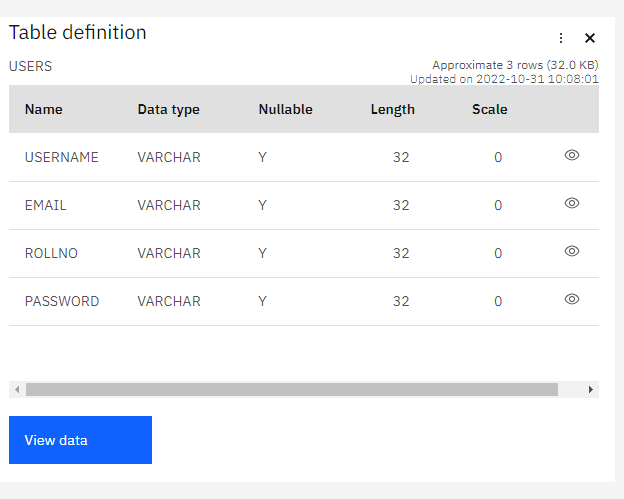 Table definition
USERS
Approximate 3 rows (32.0 KB)
Updated on 2022-10-31 10:08:01
Name Data type Nullable Length Scale
USERNAME VARCHAR Y 32 0
EMAIL VARCHAR Y 32 0
ROLLNO VARCHAR Y 32 0
PASSWORD VARCHAR Y 32 0
View data